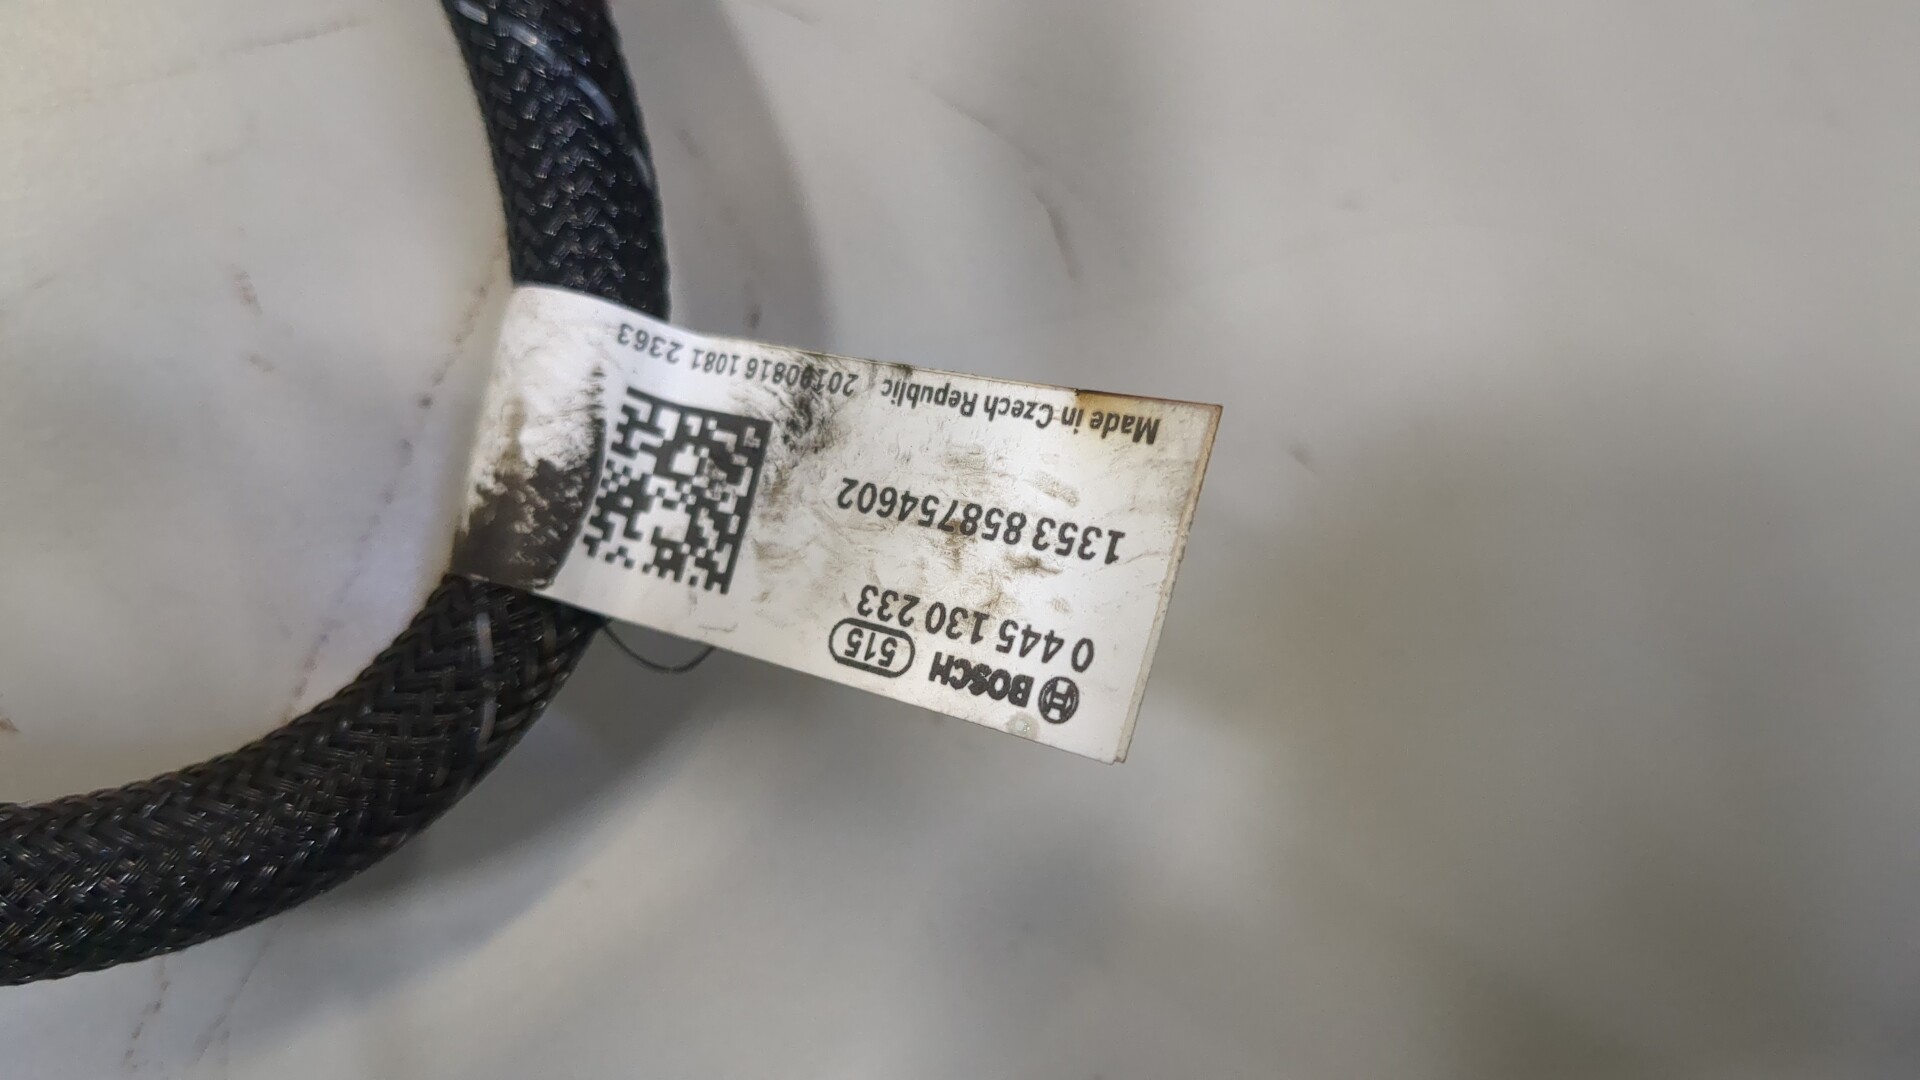 BOSCH 515
0 445 130 233
1353 858754602
Made in Czech Republic 20190816 1081 2363